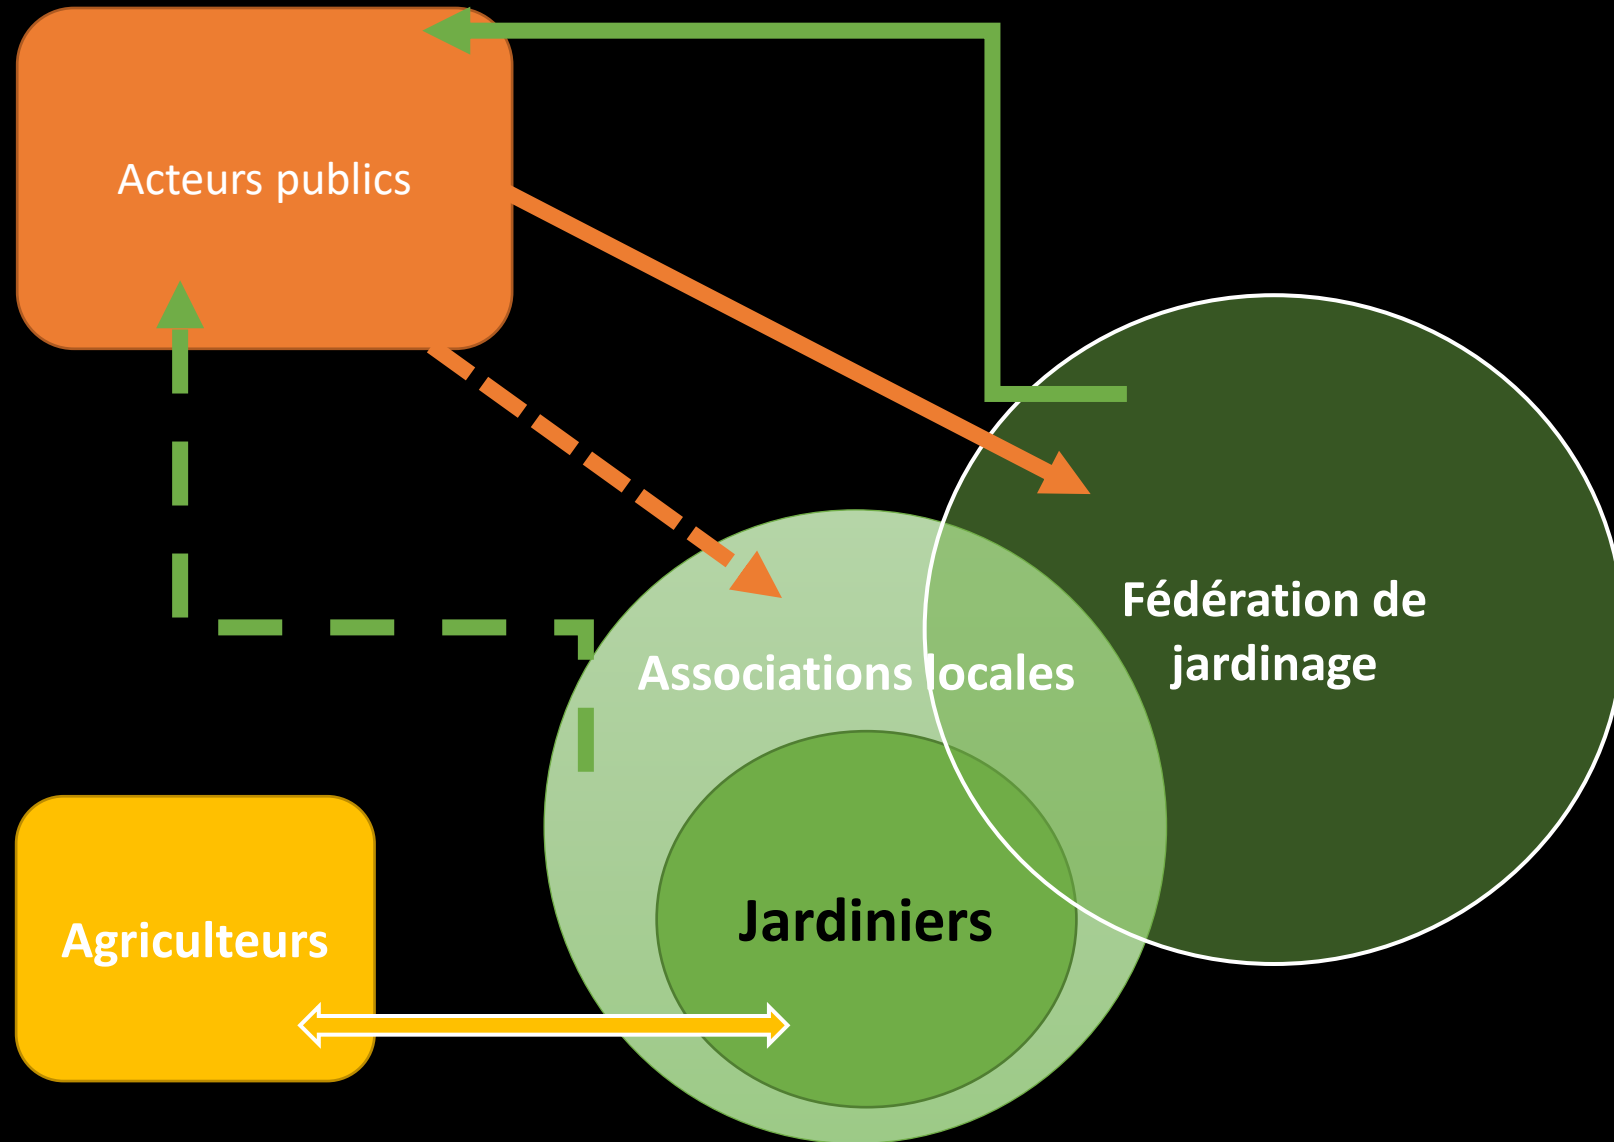 Acteurs publics
Fédération de
jardinage
Associations locales
Jardiniers
Agriculteurs